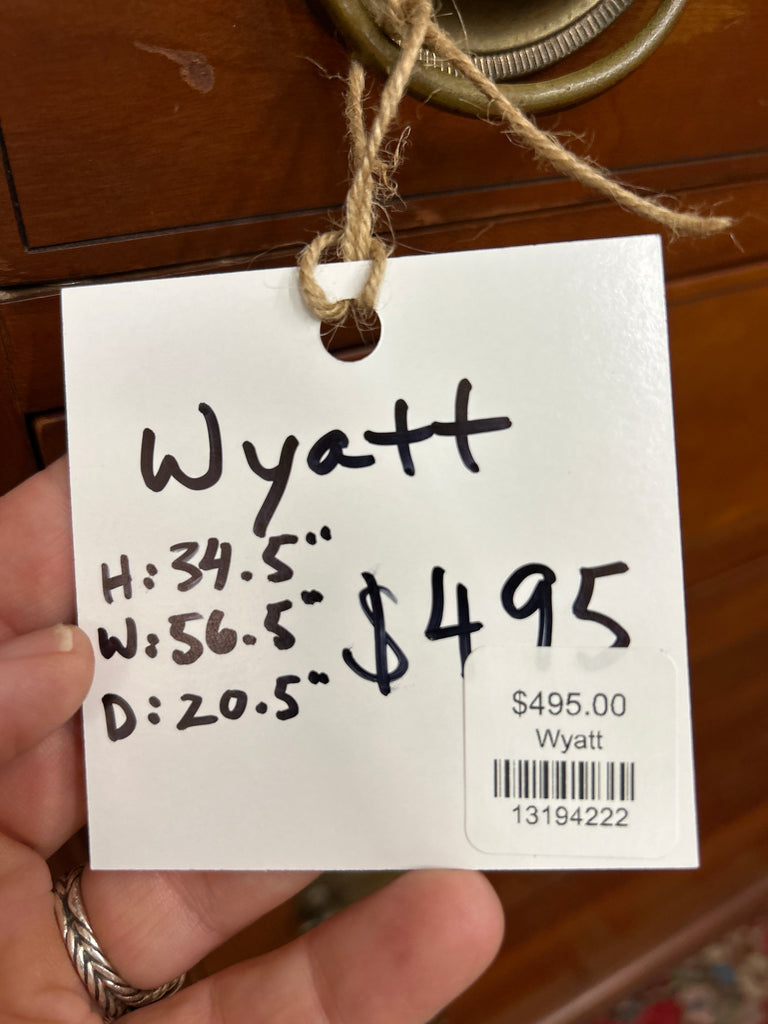 Wyatt
H: 34.5"
W: 56.5"
D: 20.5"
$495
$495.00
Wyatt
13194222